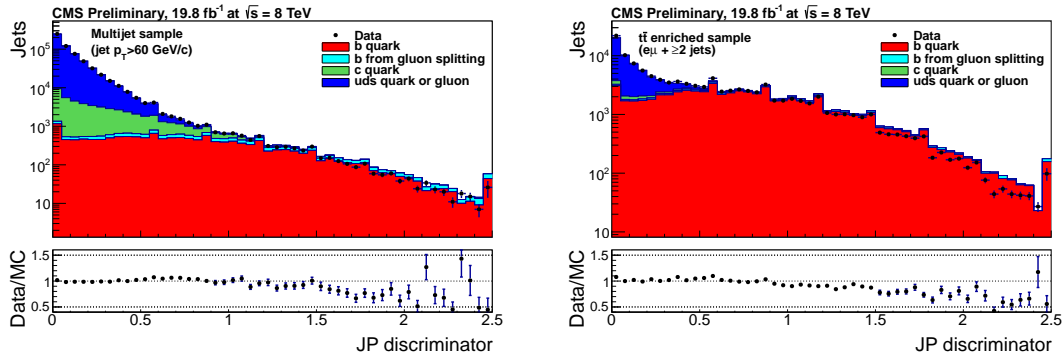 CMS Preliminary, 19.8 fb⁻¹ at √s = 8 TeV
Jets
Multijet sample
(jet p_T>60 GeV/c)
Data
b quark
b from gluon splitting
c quark
uds quark or gluon
10⁵
10⁴
10³
10²
10
Data/MC
1.5
1
0.5
0
0.5
1
1.5
2
2.5
JP discriminator
CMS Preliminary, 19.8 fb⁻¹ at √s = 8 TeV
Jets
tt̄ enriched sample
(eμ + ≥2 jets)
Data
b quark
b from gluon splitting
c quark
uds quark or gluon
10⁴
10³
10²
10
Data/MC
1.5
1
0.5
0
0.5
1
1.5
2
2.5
JP discriminator